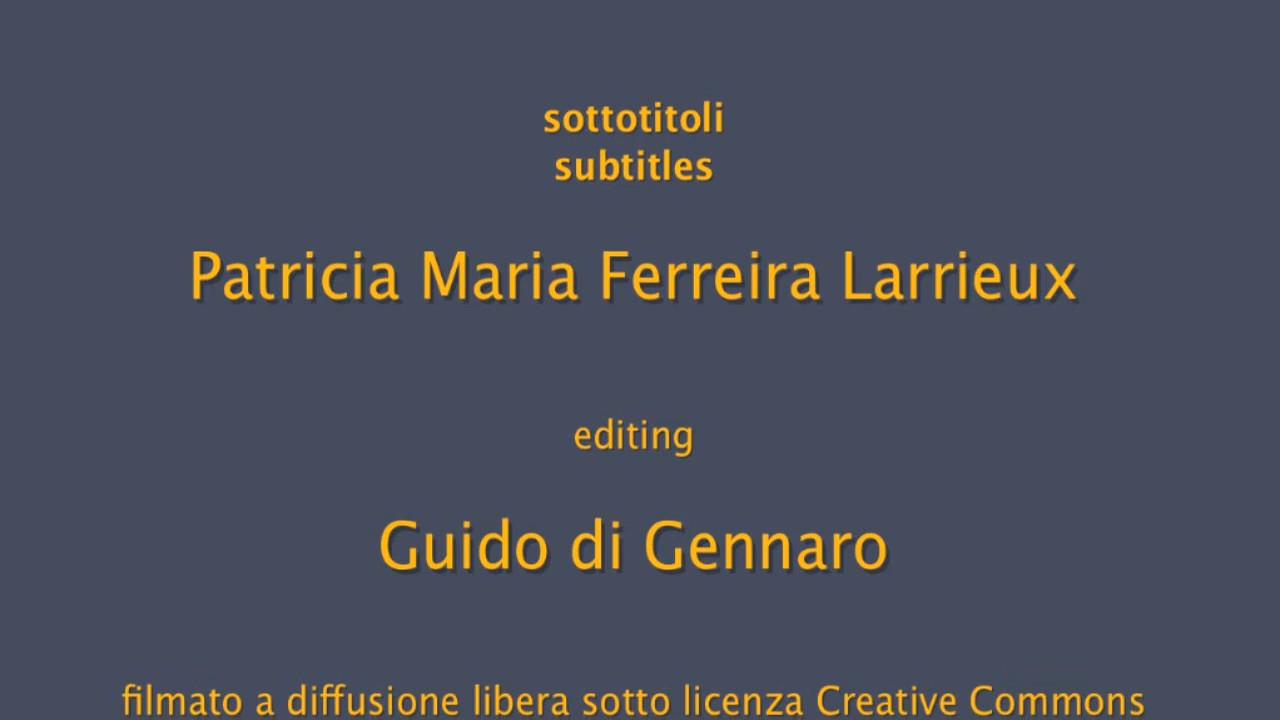 sottotitoli
subtitles
Patricia Maria Ferreira Larrieux
editing
Guido di Gennaro
filmato a diffusione libera sotto licenza Creative Commons